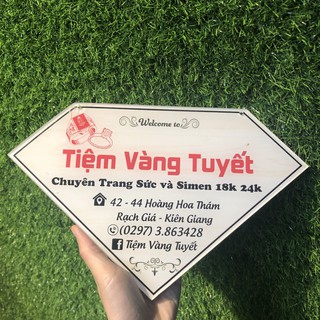 Welcome to
Tiệm Vàng Tuyết
Chuyên Trang Sức và Simen 18k 24k
42 - 44 Hoàng Hoa Thám
Rạch Giá - Kiên Giang
(0297) 3.863428
Tiệm Vàng Tuyết